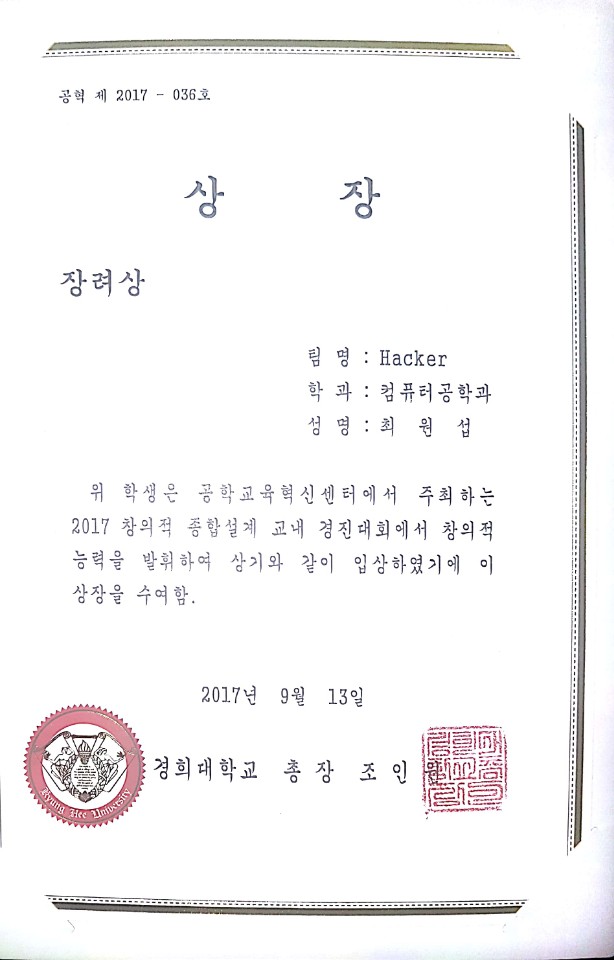 공혁 제 2017 - 036호
상 장
장려상
팀 명 : Hacker
학 과 : 컴퓨터공학과
성 명 : 최 원 섭
위 학생은 공학교육혁신센터에서 주최하는
2017 창의적 종합설계 교내 경진대회에서 창의적
능력을 발휘하여 상기와 같이 입상하였기에 이
상장을 수여함.
2017년 9월 13일
경희대학교 총 장 조 인 원
Kyung Hee University